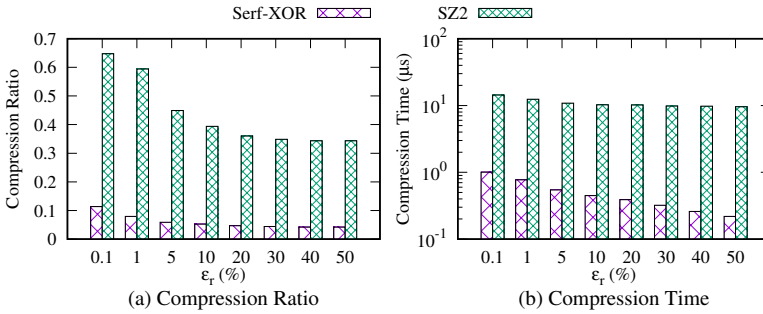 Serf-XOR SZ2
Compression Ratio
0.7
0.6
0.5
0.4
0.3
0.2
0.1
0
0.1 1 5 10 20 30 40 50
εr (%)
(a) Compression Ratio
Compression Time (μs)
10²
10¹
10⁰
10⁻¹
0.1 1 5 10 20 30 40 50
εr (%)
(b) Compression Time